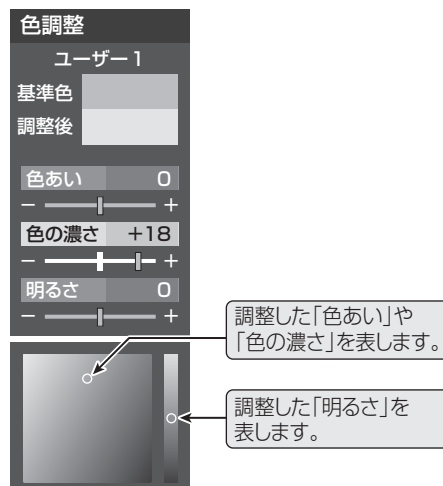 色調整
ユーザー1
基準色
調整後
色あい 0
− +
色の濃さ +18
− +
明るさ 0
− +
調整した「色あい」や
「色の濃さ」を表します。
調整した「明るさ」を
表します。